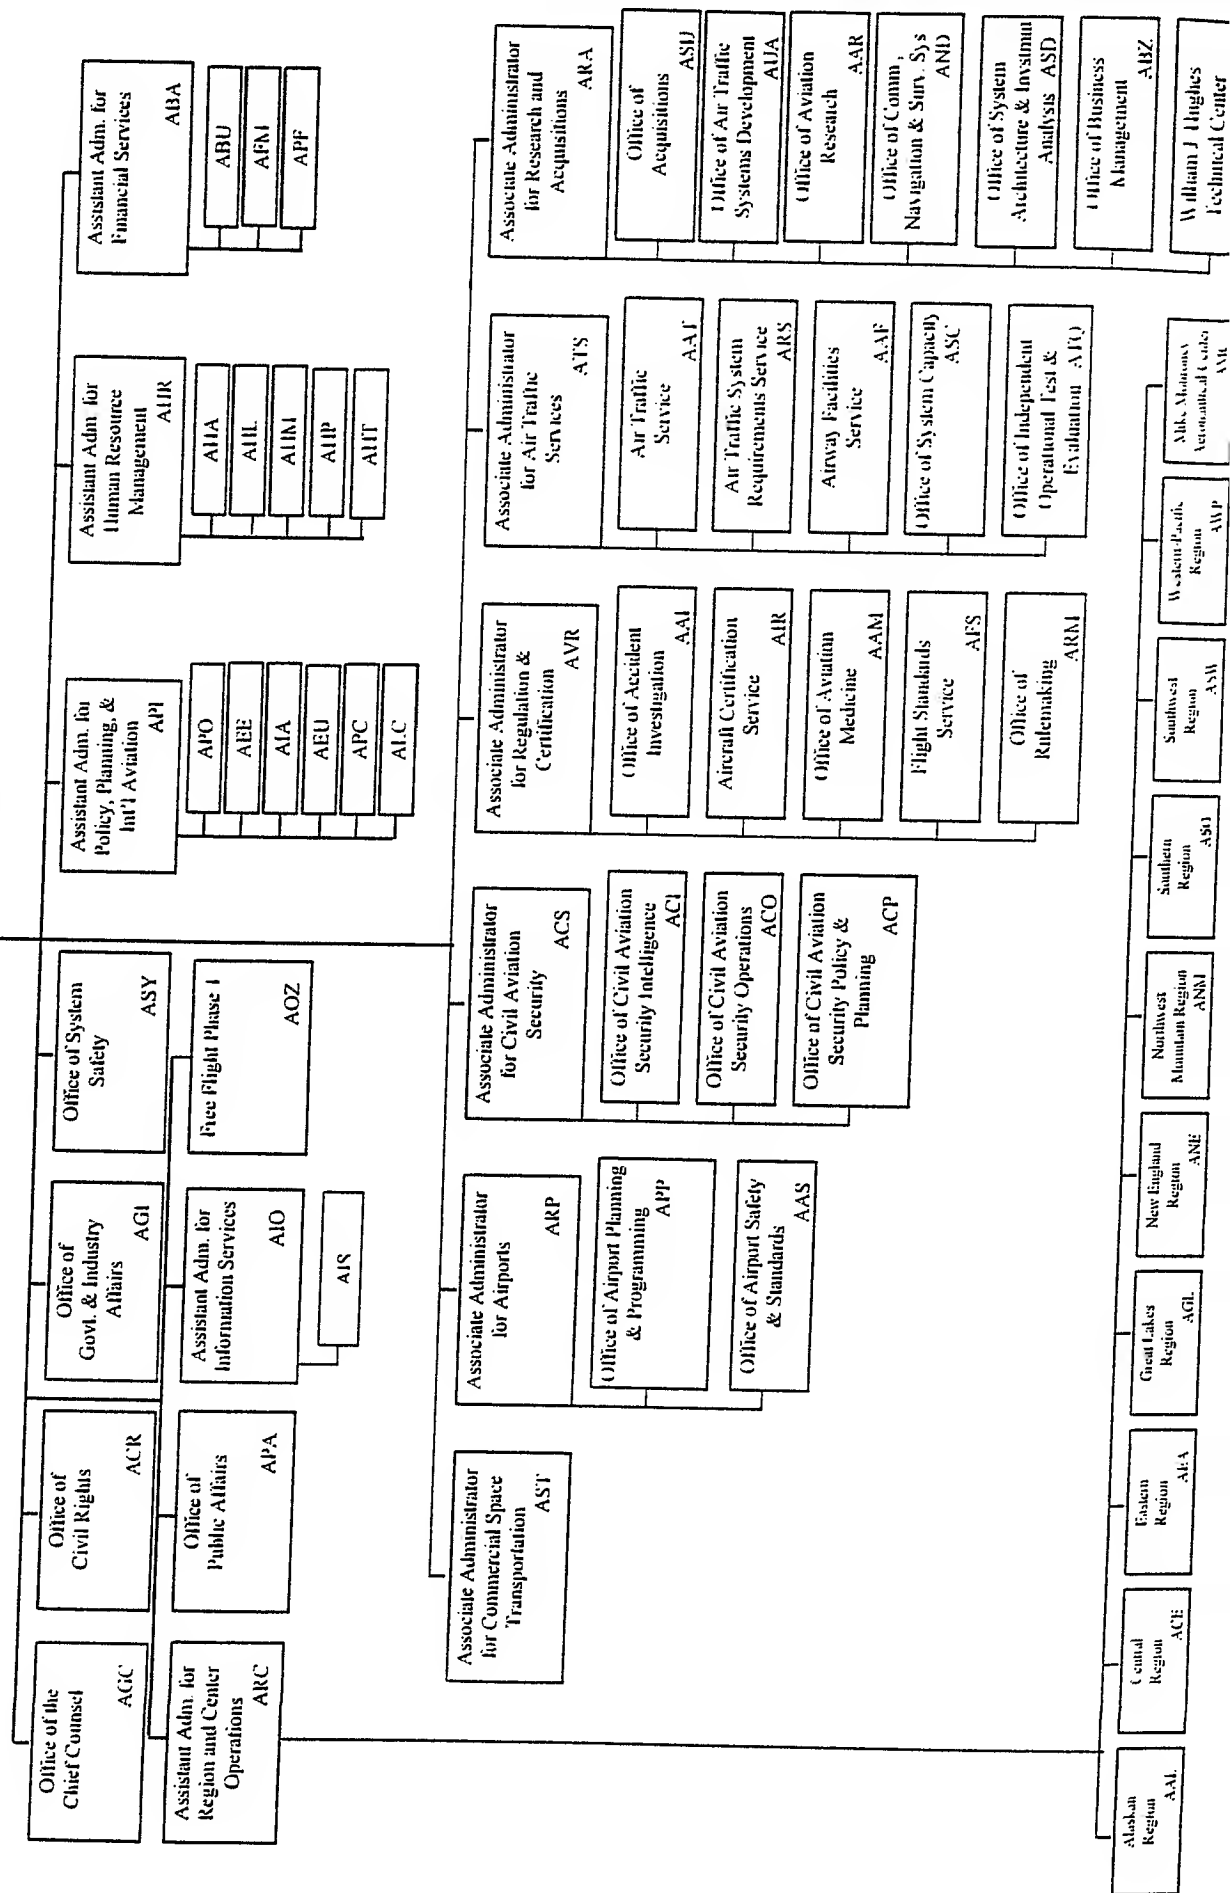 Office of the
Chief Counsel
AGC
Office of
Civil Rights
ACR
Office of
Govt. & Industry
Affairs
AGI
Office of System
Safety
ASY
Assistant Adm. for
Policy, Planning, &
Int'l Aviation
API
APO
AEE
AIA
AEU
APC
ALC
Assistant Adm. for
Human Resource
Management
AHR
AHA
AHL
AHM
AHP
AHT
Assistant Adm. for
Financial Services
ABA
ABU
AFM
APF
Assistant Adm. for
Region and Center
Operations
ARC
Office of
Public Affairs
APA
Assistant Adm. for
Information Services
AIO
AIS
Free Flight Phase 1
AOZ
Associate Administrator
for Commercial Space
Transportation
AST
Associate Administrator
for Airports
ARP
Office of Airport Planning
& Programming
APP
Office of Airport Safety
& Standards
AAS
Associate Administrator
for Civil Aviation
Security
ACS
Office of Civil Aviation
Security Intelligence
ACI
Office of Civil Aviation
Security Operations
ACO
Office of Civil Aviation
Security Policy &
Planning
ACP
Associate Administrator
for Regulation &
Certification
AVR
Office of Accident
Investigation
AAI
Aircraft Certification
Service
AIR
Office of Aviation
Medicine
AAM
Flight Standards
Service
AFS
Office of
Rulemaking
ARM
Associate Administrator
for Air Traffic
Services
ATS
Air Traffic
Service
AAT
Air Traffic System
Requirements Service
ARS
Airway Facilities
Service
AAF
Office of System Capacity
ASC
Office of Independent
Operational Test &
Evaluation ATQ
Associate Administrator
for Research and
Acquisitions
ARA
Office of
Acquisitions
ASU
Office of Air Traffic
Systems Development
AUA
Office of Aviation
Research
AAR
Office of Comm,
Navigation & Surv. Sys
AND
Office of System
Architecture & Invstmnt
Analysis ASD
Office of Business
Management
ABZ
William J Hughes
Technical Center
Alaskan
Region
AAL
Central
Region
ACE
Eastern
Region
AEA
Great Lakes
Region
AGL
New England
Region
ANE
Northwest
Mountain Region
ANM
Southern
Region
ASO
Southwest
Region
ASW
Western-Pacific
Region
AWP
Mike Monroney
Aeronautical Center